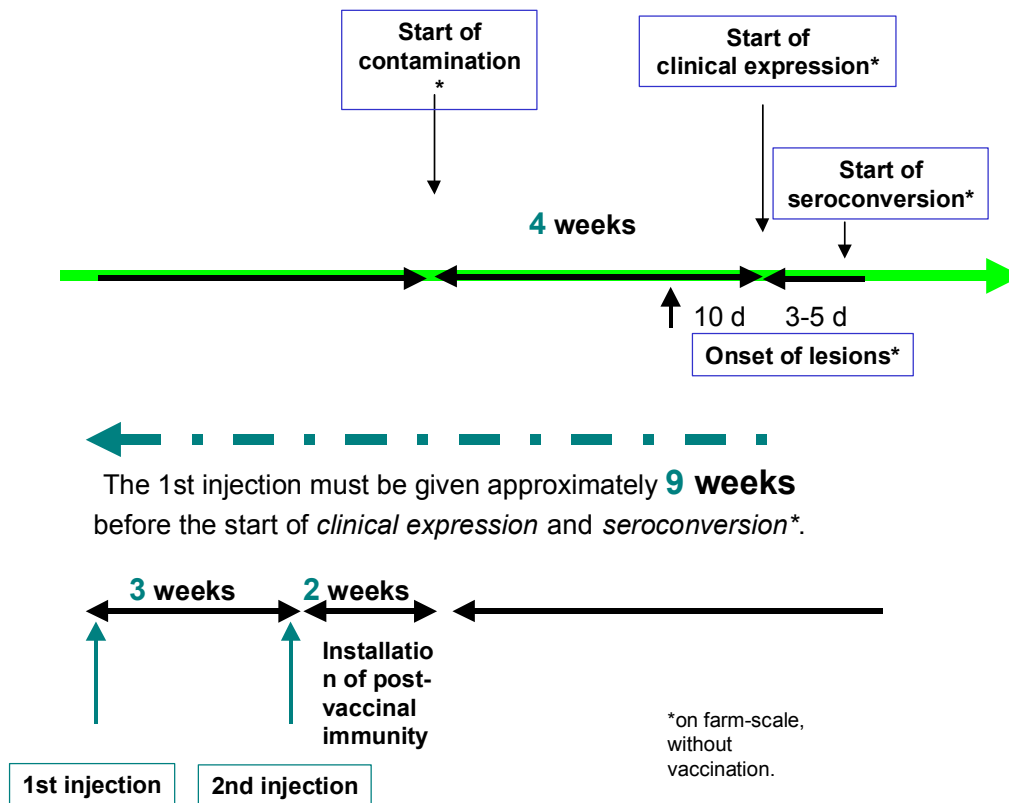 Start of
contamination
*
Start of
clinical expression*
Start of
seroconversion*
4 weeks
10 d
3-5 d
Onset of lesions*
The 1st injection must be given approximately 9 weeks
before the start of clinical expression and seroconversion*.
3 weeks
2 weeks
Installatio
n of post-
vaccinal
immunity
*on farm-scale,
without
vaccination.
1st injection
2nd injection